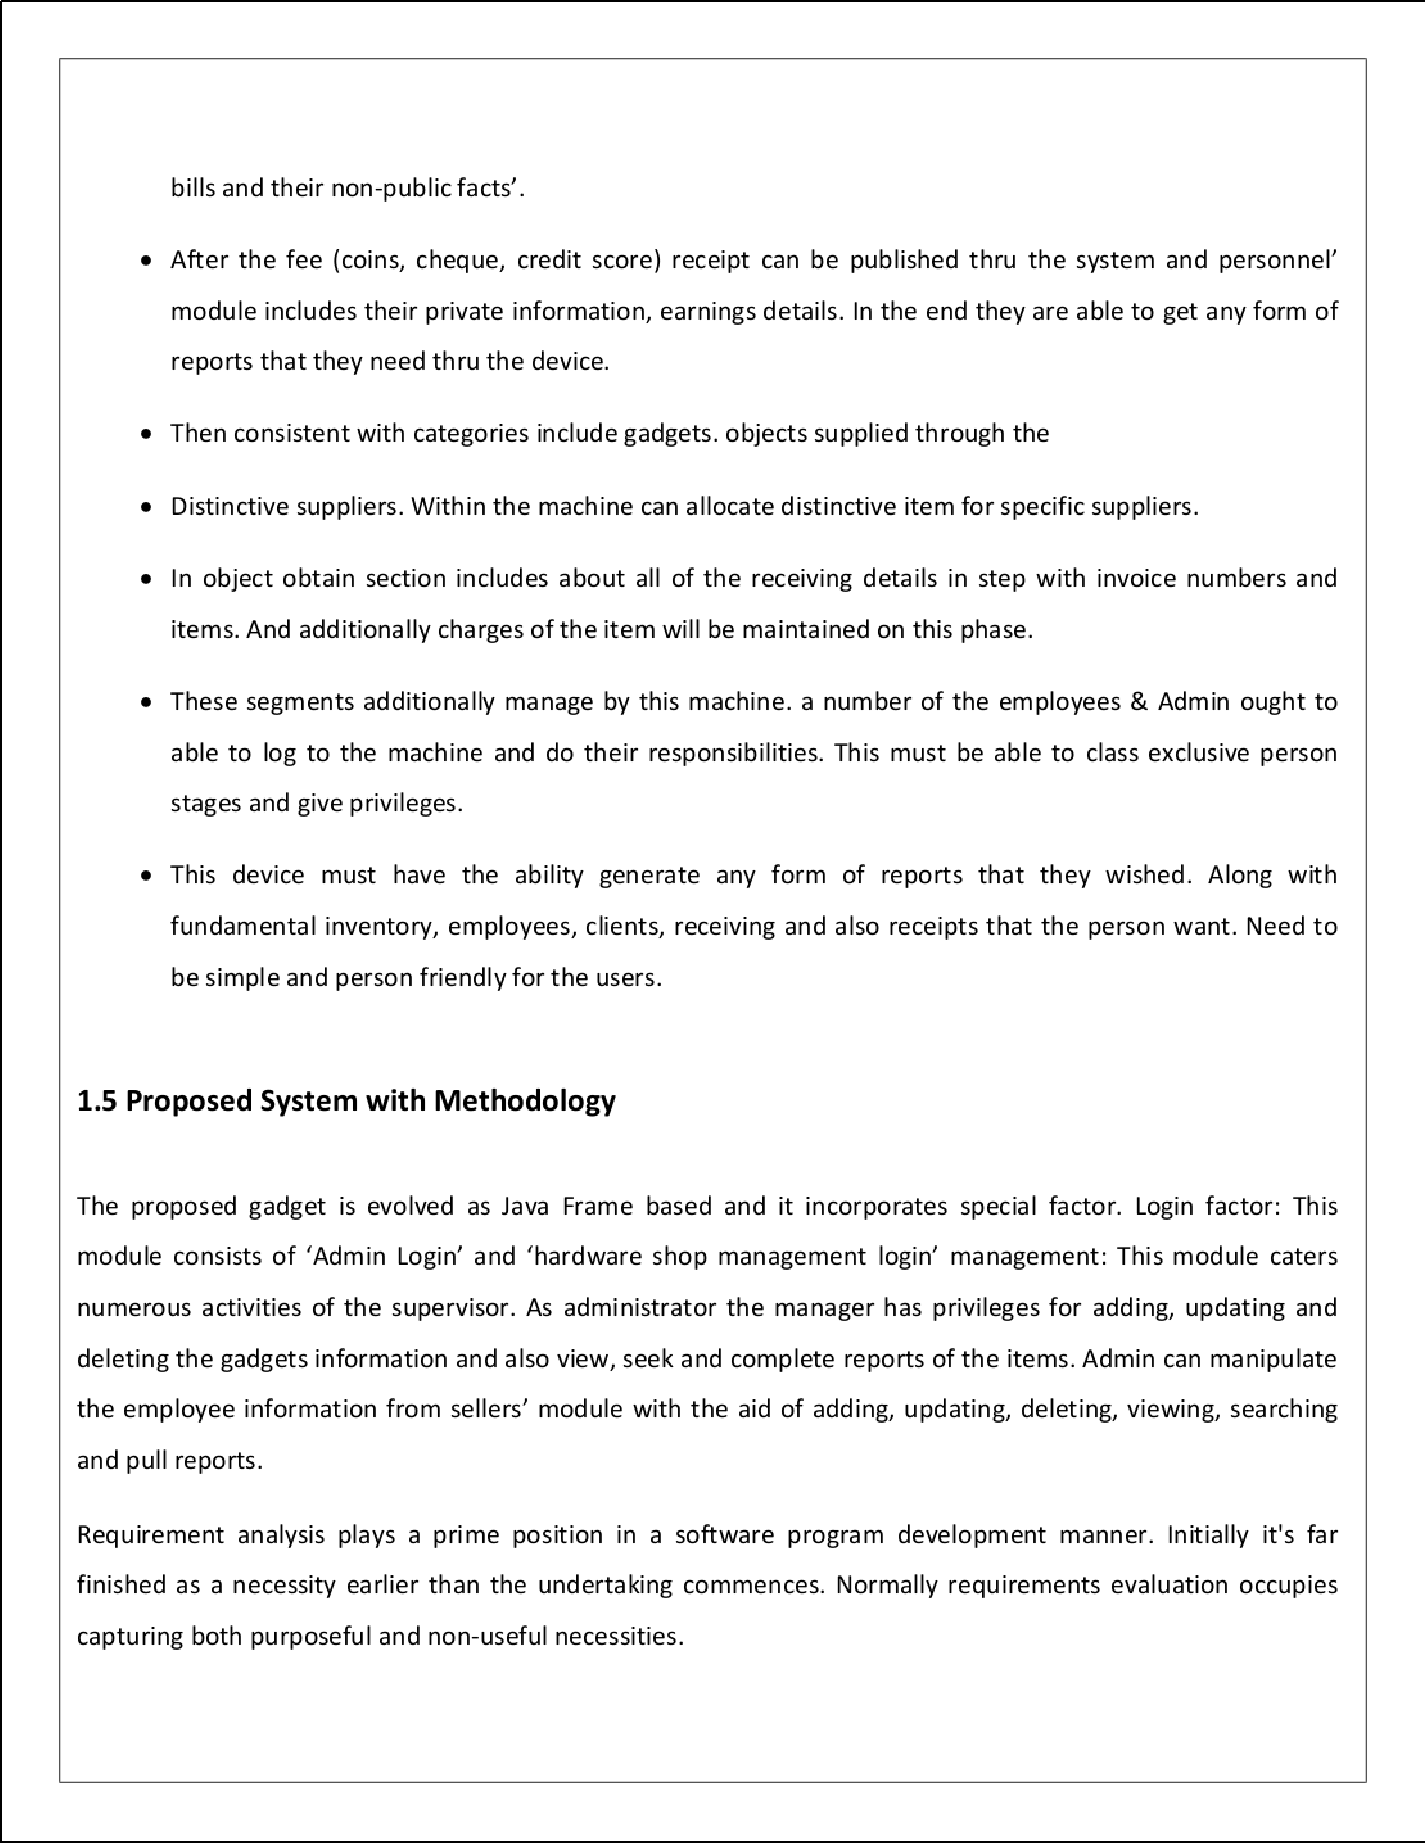 bills and their non-public facts’.
• After the fee (coins, cheque, credit score) receipt can be published thru the system and personnel’
module includes their private information, earnings details. In the end they are able to get any form of
reports that they need thru the device.
• Then consistent with categories include gadgets. objects supplied through the
• Distinctive suppliers. Within the machine can allocate distinctive item for specific suppliers.
• In object obtain section includes about all of the receiving details in step with invoice numbers and
items. And additionally charges of the item will be maintained on this phase.
• These segments additionally manage by this machine. a number of the employees & Admin ought to
able to log to the machine and do their responsibilities. This must be able to class exclusive person
stages and give privileges.
• This device must have the ability generate any form of reports that they wished. Along with
fundamental inventory, employees, clients, receiving and also receipts that the person want. Need to
be simple and person friendly for the users.
1.5 Proposed System with Methodology
The proposed gadget is evolved as Java Frame based and it incorporates special factor. Login factor: This
module consists of ‘Admin Login’ and ‘hardware shop management login’ management: This module caters
numerous activities of the supervisor. As administrator the manager has privileges for adding, updating and
deleting the gadgets information and also view, seek and complete reports of the items. Admin can manipulate
the employee information from sellers’ module with the aid of adding, updating, deleting, viewing, searching
and pull reports.
Requirement analysis plays a prime position in a software program development manner. Initially it's far
finished as a necessity earlier than the undertaking commences. Normally requirements evaluation occupies
capturing both purposeful and non-useful necessities.